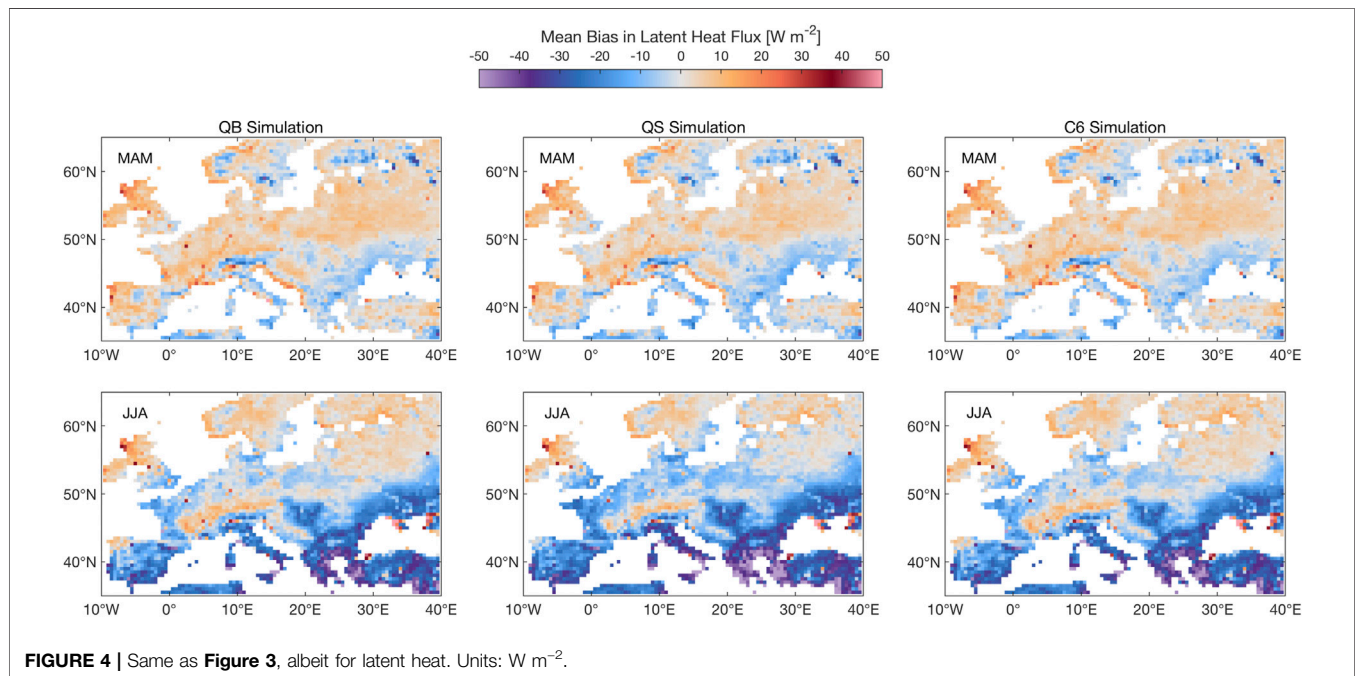 Mean Bias in Latent Heat Flux [W m⁻²]
-50 -40 -30 -20 -10 0 10 20 30 40 50
QB Simulation QS Simulation C6 Simulation
MAM MAM MAM
60°N 60°N 60°N
50°N 50°N 50°N
40°N 40°N 40°N
10°W 0° 10°E 20°E 30°E 40°E 10°W 0° 10°E 20°E 30°E 40°E 10°W 0° 10°E 20°E 30°E 40°E
JJA JJA JJA
60°N 60°N 60°N
50°N 50°N 50°N
40°N 40°N 40°N
10°W 0° 10°E 20°E 30°E 40°E 10°W 0° 10°E 20°E 30°E 40°E 10°W 0° 10°E 20°E 30°E 40°E
FIGURE 4 | Same as Figure 3, albeit for latent heat. Units: W m⁻².